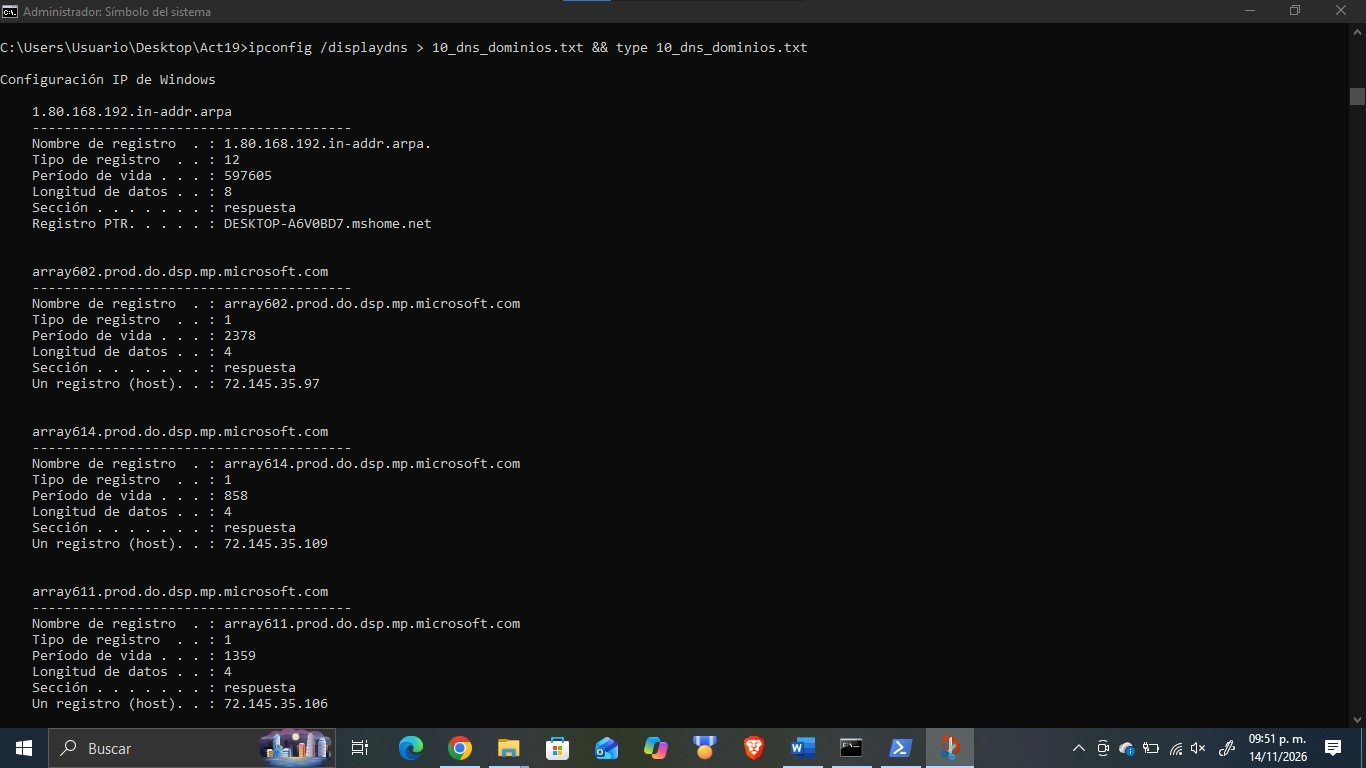 Administrador: Símbolo del sistema
C:\Users\Usuario\Desktop\Act19>ipconfig /displaydns > 10_dns_dominios.txt && type 10_dns_dominios.txt
Configuración IP de Windows
1.80.168.192.in-addr.arpa
----------------------------------------
Nombre de registro  . : 1.80.168.192.in-addr.arpa.
Tipo de registro  . . : 12
Período de vida . . . : 597605
Longitud de datos . . : 8
Sección . . . . . . . : respuesta
Registro PTR. . . . . : DESKTOP-A6V0BD7.mshome.net
array602.prod.do.dsp.mp.microsoft.com
----------------------------------------
Nombre de registro  . : array602.prod.do.dsp.mp.microsoft.com
Tipo de registro  . . : 1
Período de vida . . . : 2378
Longitud de datos . . : 4
Sección . . . . . . . : respuesta
Un registro (host). . : 72.145.35.97
array614.prod.do.dsp.mp.microsoft.com
----------------------------------------
Nombre de registro  . : array614.prod.do.dsp.mp.microsoft.com
Tipo de registro  . . : 1
Período de vida . . . : 858
Longitud de datos . . : 4
Sección . . . . . . . : respuesta
Un registro (host). . : 72.145.35.109
array611.prod.do.dsp.mp.microsoft.com
----------------------------------------
Nombre de registro  . : array611.prod.do.dsp.mp.microsoft.com
Tipo de registro  . . : 1
Período de vida . . . : 1359
Longitud de datos . . : 4
Sección . . . . . . . : respuesta
Un registro (host). . : 72.145.35.106
Buscar
09:51 p. m.
14/11/2026